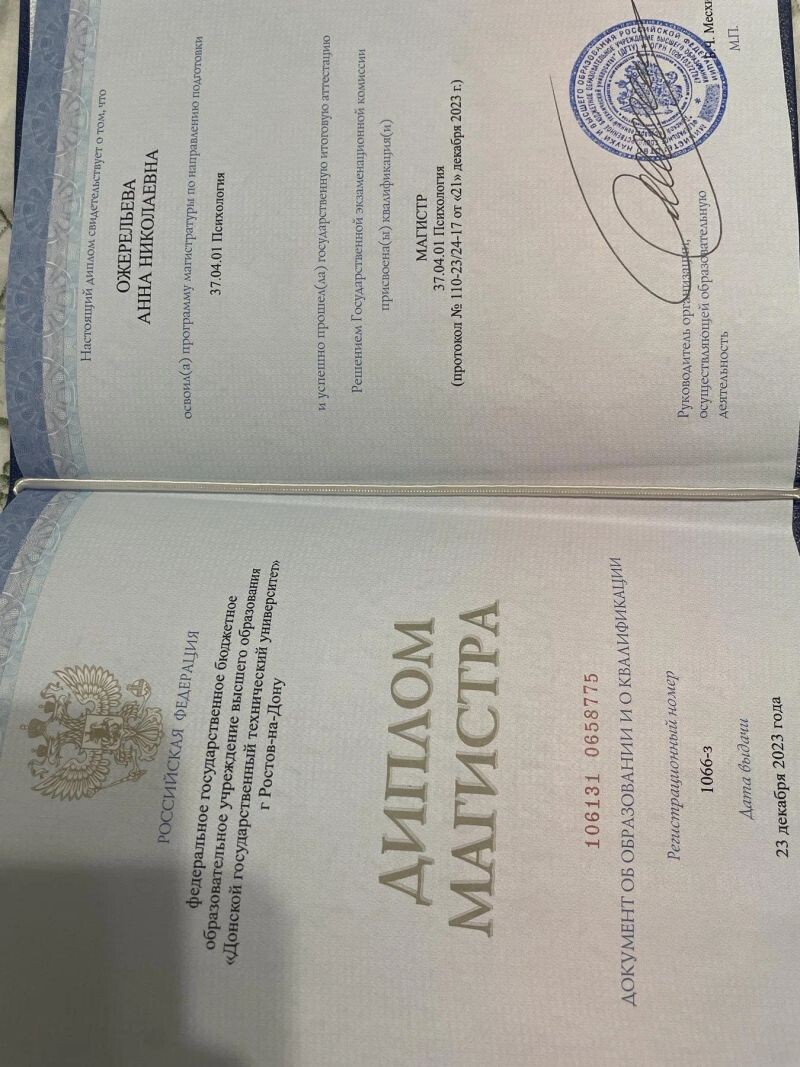 РОССИЙСКАЯ ФЕДЕРАЦИЯ
федеральное государственное бюджетное
образовательное учреждение высшего образования
«Донской государственный технический университет»
г Ростов-на-Дону
ДИПЛОМ
МАГИСТРА
106131 0658775
ДОКУМЕНТ ОБ ОБРАЗОВАНИИ И О КВАЛИФИКАЦИИ
Регистрационный номер
1066-з
Дата выдачи
23 декабря 2023 года
Настоящий диплом свидетельствует о том, что
ОЖЕРЕЛЬЕВА
АННА НИКОЛАЕВНА
освоил(а) программу магистратуры по направлению подготовки
37.04.01 Психология
и успешно прошел(ла) государственную итоговую аттестацию
Решением Государственной экзаменационной комиссии
присвоена(ы) квалификация(и)
МАГИСТР
37.04.01 Психология
(протокол № 110-23/24-17 от «21» декабря 2023 г.)
Руководитель организации,
осуществляющей образовательную
деятельность
Ч. Месхи
М.П.